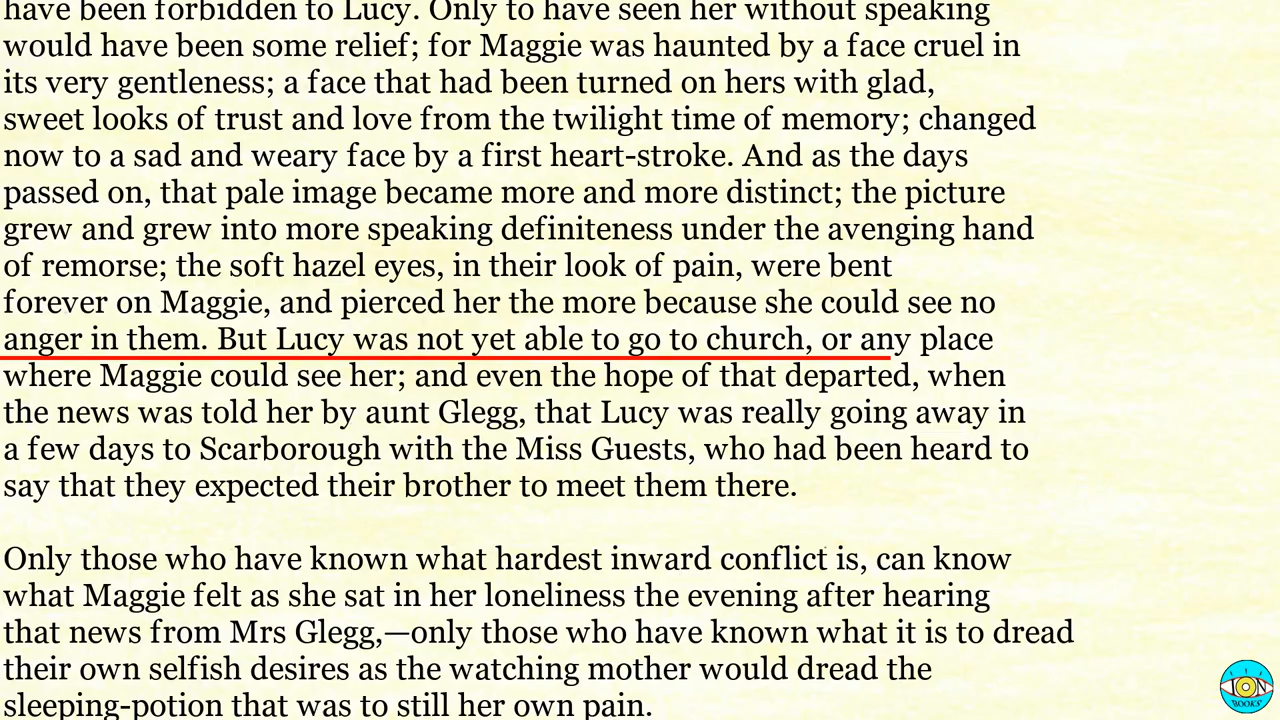 have been forbidden to Lucy. Only to have seen her without speaking
would have been some relief; for Maggie was haunted by a face cruel in
its very gentleness; a face that had been turned on hers with glad,
sweet looks of trust and love from the twilight time of memory; changed
now to a sad and weary face by a first heart-stroke. And as the days
passed on, that pale image became more and more distinct; the picture
grew and grew into more speaking definiteness under the avenging hand
of remorse; the soft hazel eyes, in their look of pain, were bent
forever on Maggie, and pierced her the more because she could see no
anger in them. But Lucy was not yet able to go to church, or any place
where Maggie could see her; and even the hope of that departed, when
the news was told her by aunt Glegg, that Lucy was really going away in
a few days to Scarborough with the Miss Guests, who had been heard to
say that they expected their brother to meet them there.
Only those who have known what hardest inward conflict is, can know
what Maggie felt as she sat in her loneliness the evening after hearing
that news from Mrs Glegg,—only those who have known what it is to dread
their own selfish desires as the watching mother would dread the
sleeping-potion that was to still her own pain.
ION
BOOKS